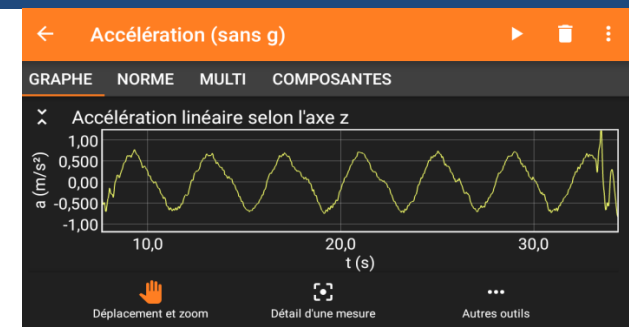 Accélération (sans g)
GRAPHE NORME MULTI COMPOSANTES
Accélération linéaire selon l'axe z
1,00
0,500
0,00
-0,500
-1,00
a (m/s²)
10,0 20,0 30,0
t (s)
Déplacement et zoom Détail d'une mesure Autres outils